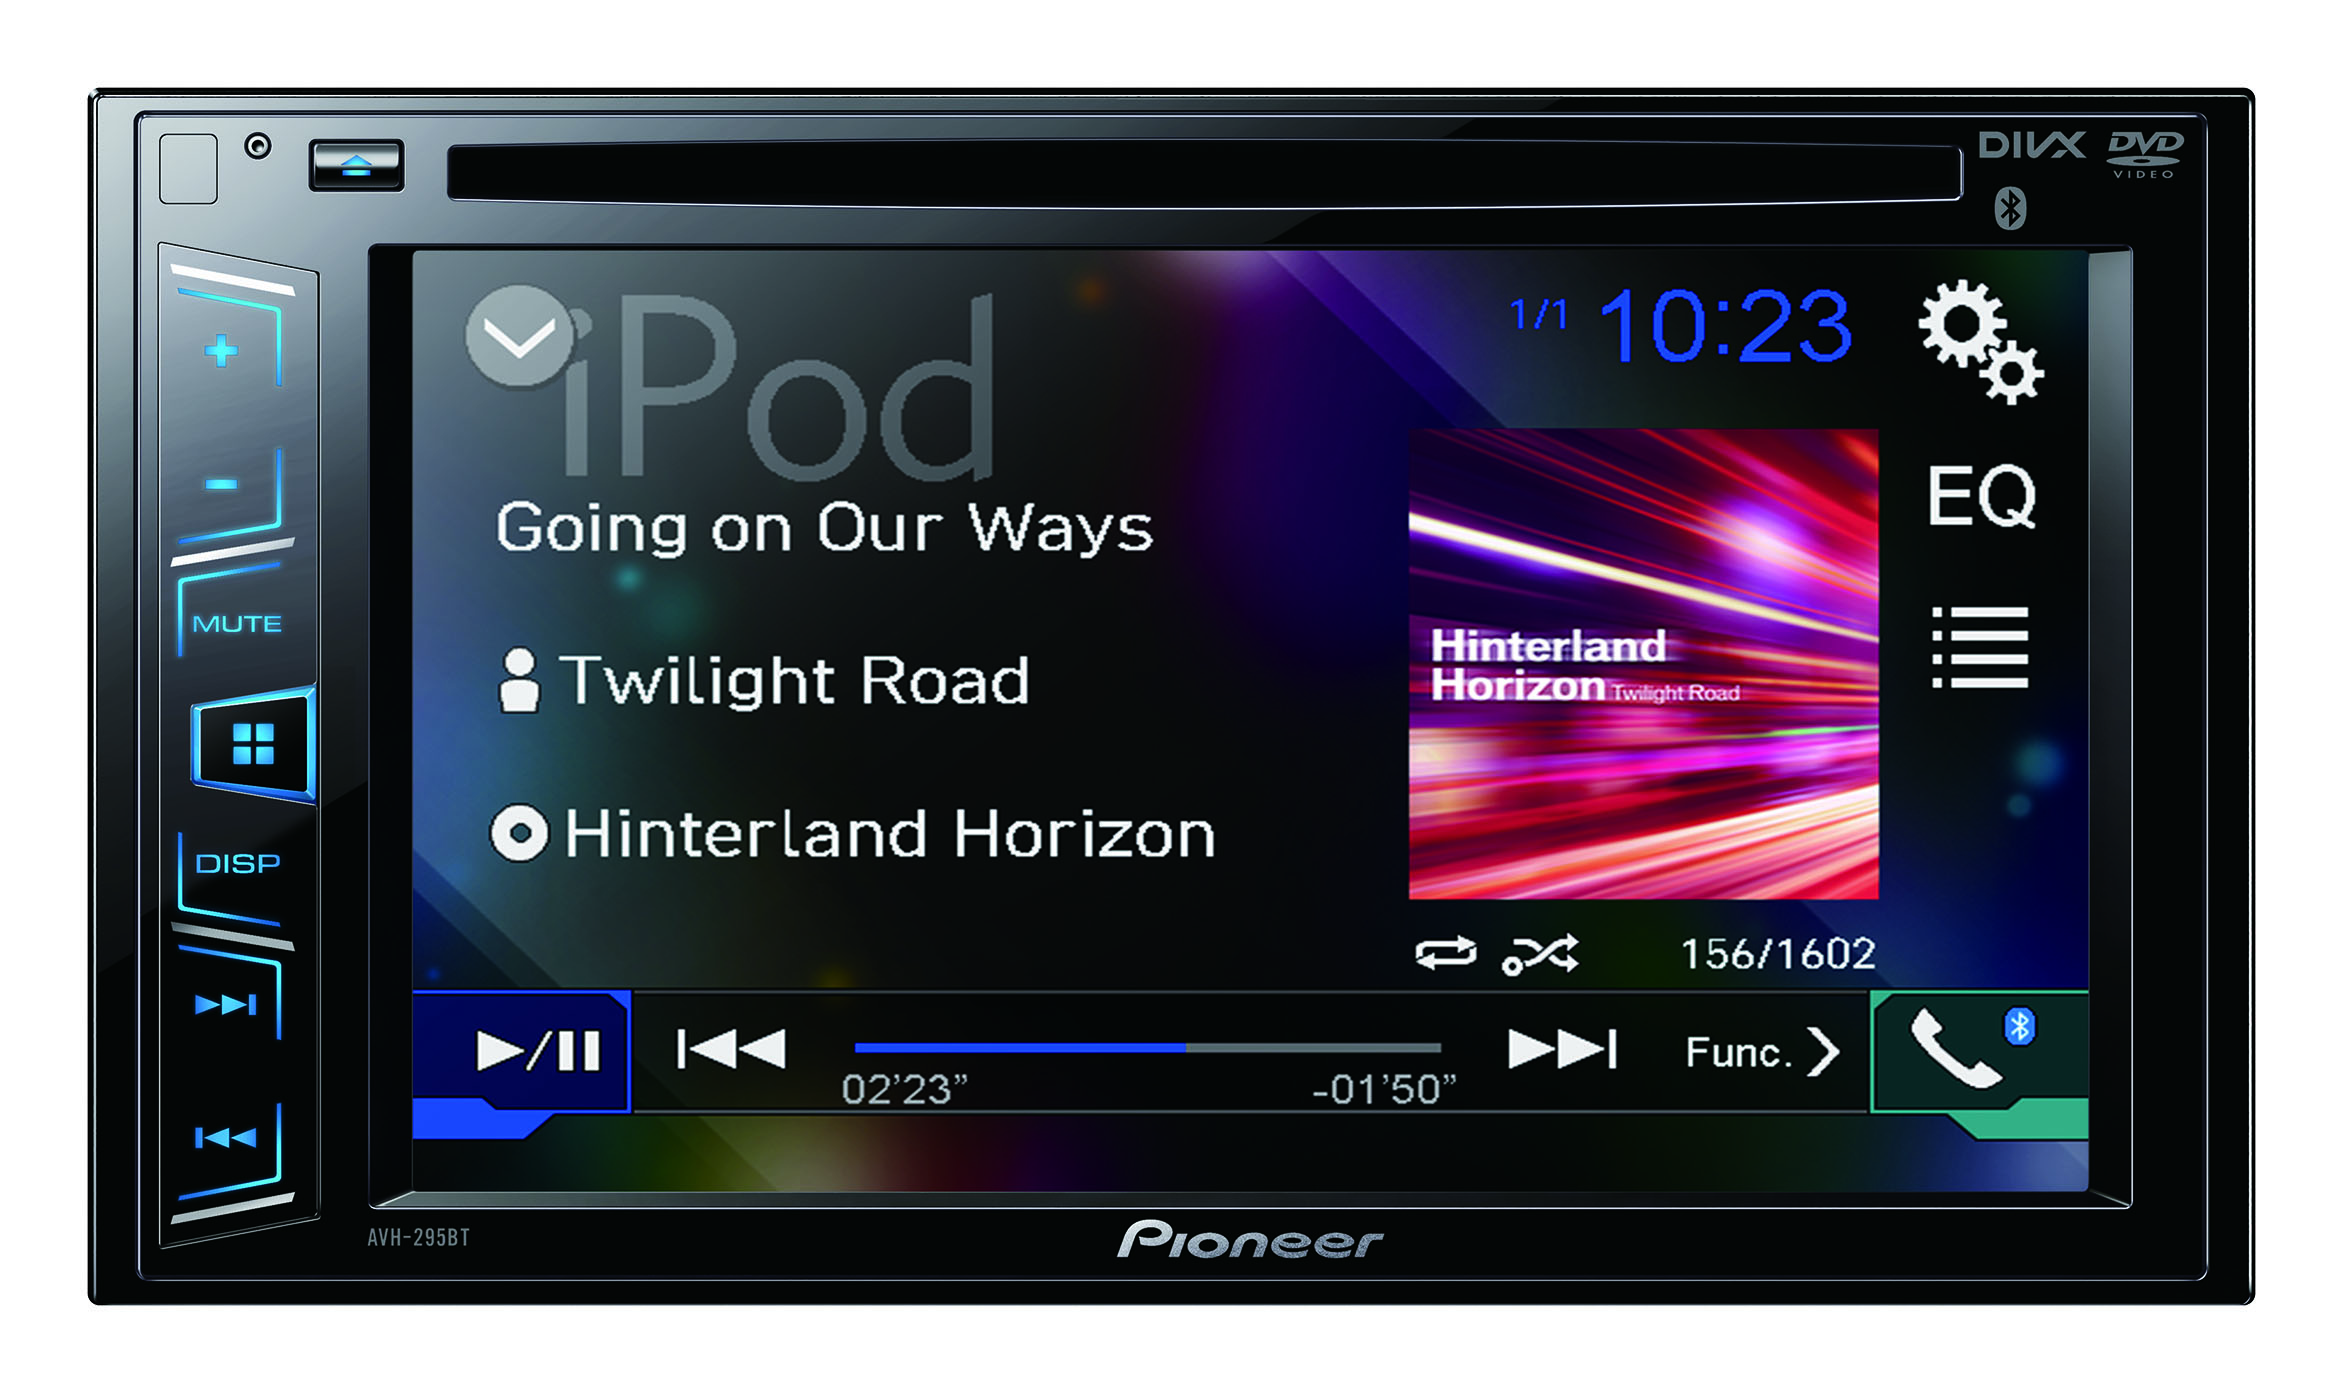 DIVX DVD
VIDEO
iPod
1/1 10:23
Going on Our Ways
EQ
MUTE
Twilight Road
Hinterland
Horizon Twilight Road
Hinterland Horizon
DISP
156/1602
Func.
02'23" -01'50"
AVH-295BT
Pioneer